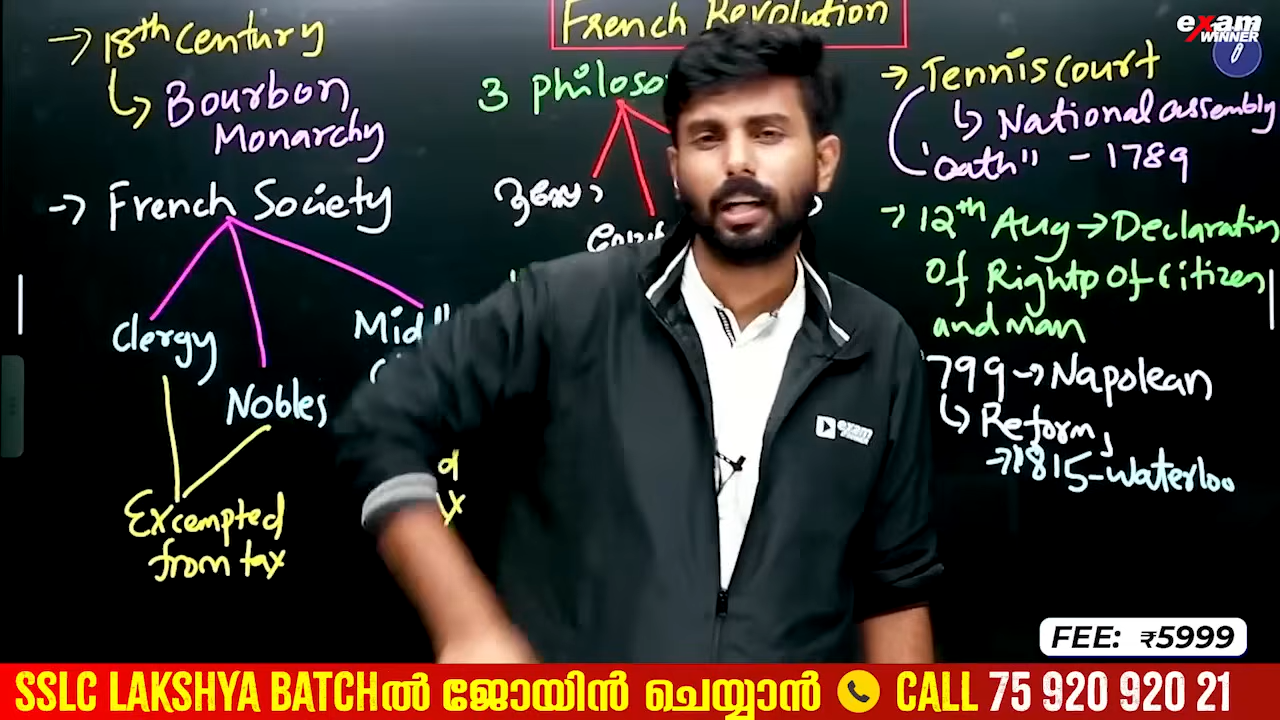 French Revolution
exam
WINNER
→ 18th century
↳ Bourbon
Monarchy
→ French Society
Clergy
Nobles
Excempted
from tax
3 Philoso
റൂസ്സോ
→ Tennis court
↳ National assembly
"Oath" - 1789
→ 12th Aug → Declaration
Of Rights Of Citizen
and man
799 → Napolean
↳ Reforms
→ 1815 - Waterloo
exam
FEE: ₹5999
SSLC LAKSHYA BATCHൽ ജോയിൻ ചെയ്യാൻ CALL 75 920 920 21